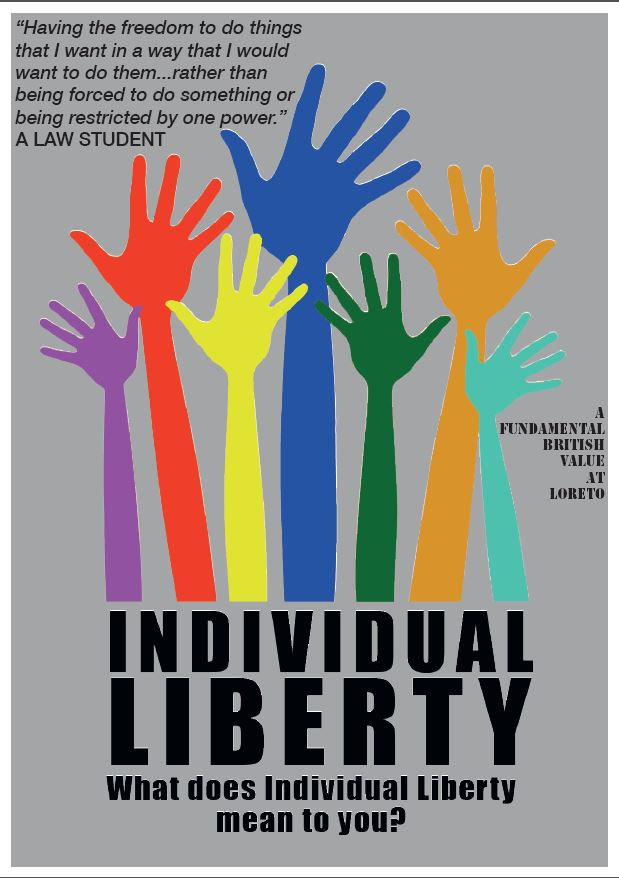 “Having the freedom to do things
that I want in a way that I would
want to do them...rather than
being forced to do something or
being restricted by one power.”
A LAW STUDENT
A
FUNDAMENTAL
BRITISH
VALUE
AT
LORETO
INDIVIDUAL
LIBERTY
What does Individual Liberty
mean to you?